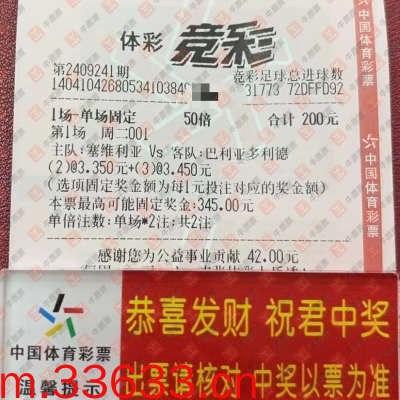 体彩 竞彩
第2409241期 竞彩足球总进球数
140410426805341038 31773 72DFFD92
1场-单场固定 50倍 合计 200元
第1场 周二001
主队:塞维利亚 Vs 客队:巴利亚多利德
(2)@3.350元+(3)@3.450元
(选项固定奖金额为每1元投注对应的奖金额)
本票最高可能固定奖金:345.00元
单倍注数:单场*2注;共2注
感谢您为公益事业贡献 42.00元
中国体育彩票
中国体育彩票
恭喜发财 祝君中奖
中国体育彩票
出票请核对 中奖以票为准
温馨提示
m.33633.cn